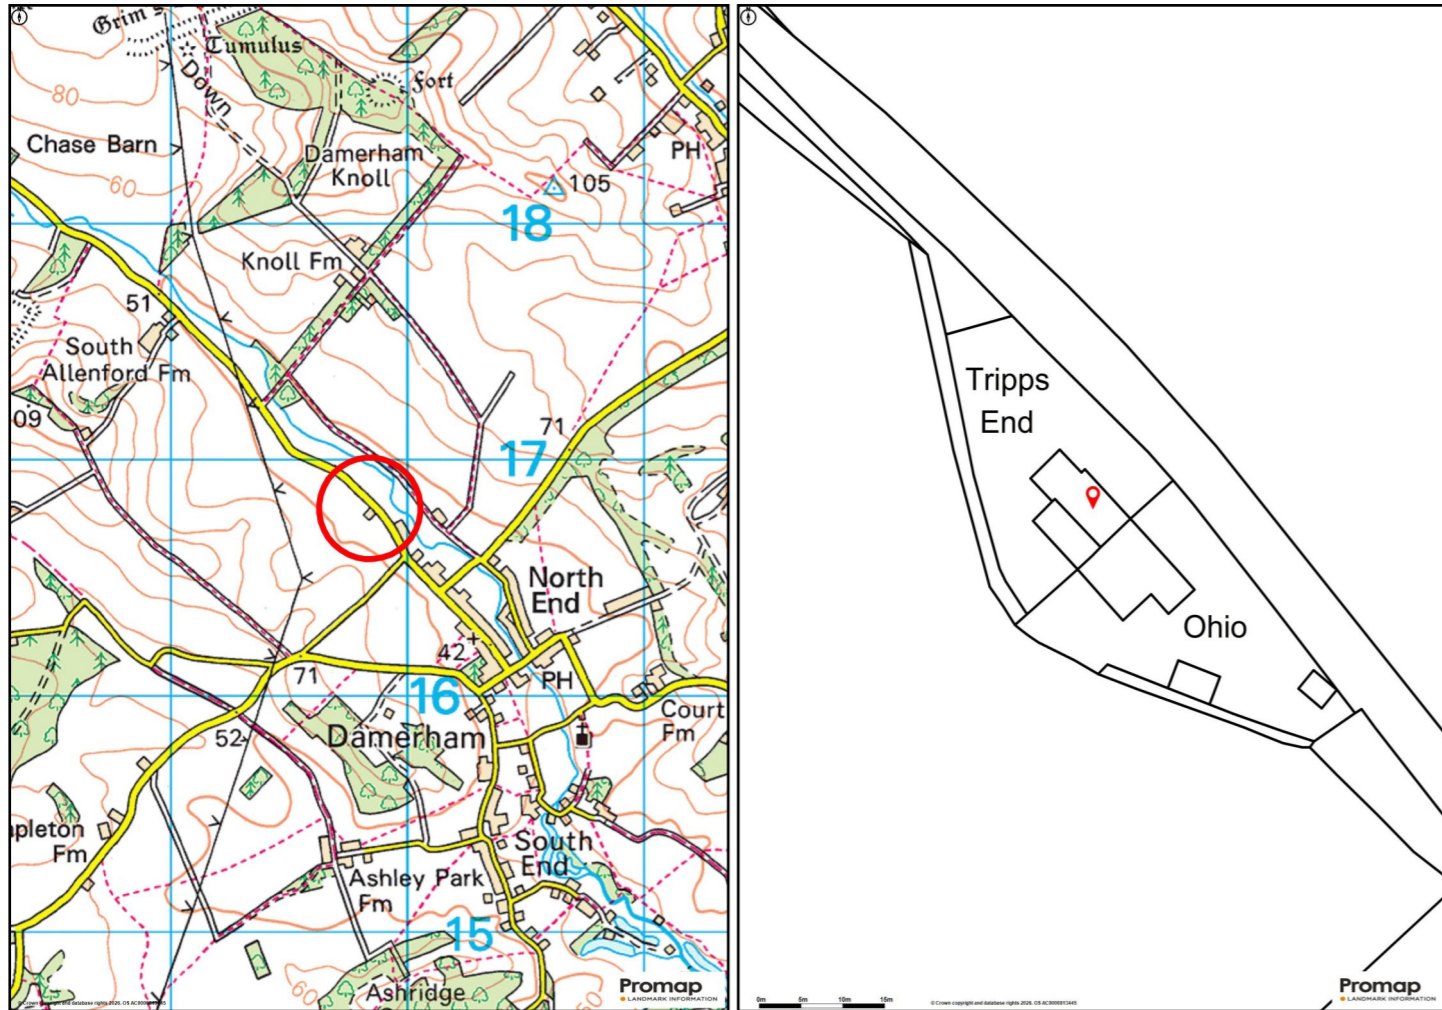 Grim's
Tumulus
Down
Fort
80
Chase Barn
Damerham
Knoll
PH
60
105
18
Knoll Fm
51
South
Allenford Fm
09
71
17
North
End
42
71
PH
16
Court
Fm
52
Damerham
pleton
Fm
South
End
Ashley Park
Fm
15
60
Ashridge
Promap
LANDMARK INFORMATION
Tripps
End
Ohio
0m 5m 10m 15m
Promap
LANDMARK INFORMATION